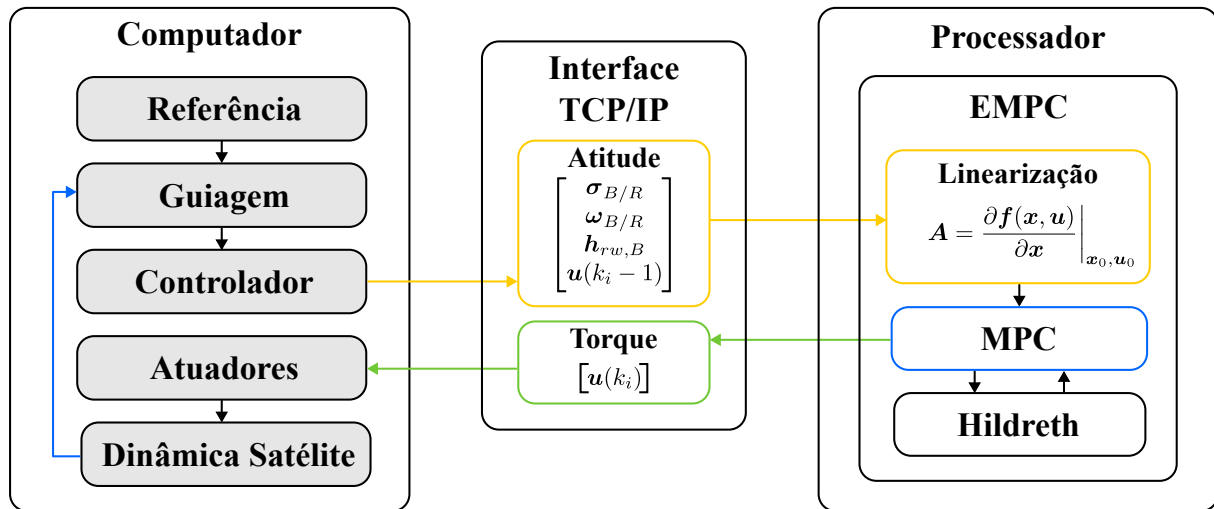 Computador
Referência
Guiagem
Controlador
Atuadores
Dinâmica Satélite
Interface
TCP/IP
Atitude
σ_{B/R}
ω_{B/R}
h_{rw,B}
u(k_i − 1)
Torque
[u(k_i)]
Processador
EMPC
Linearização
A = ∂f(x, u)/∂x |_{x_0,u_0}
MPC
Hildreth